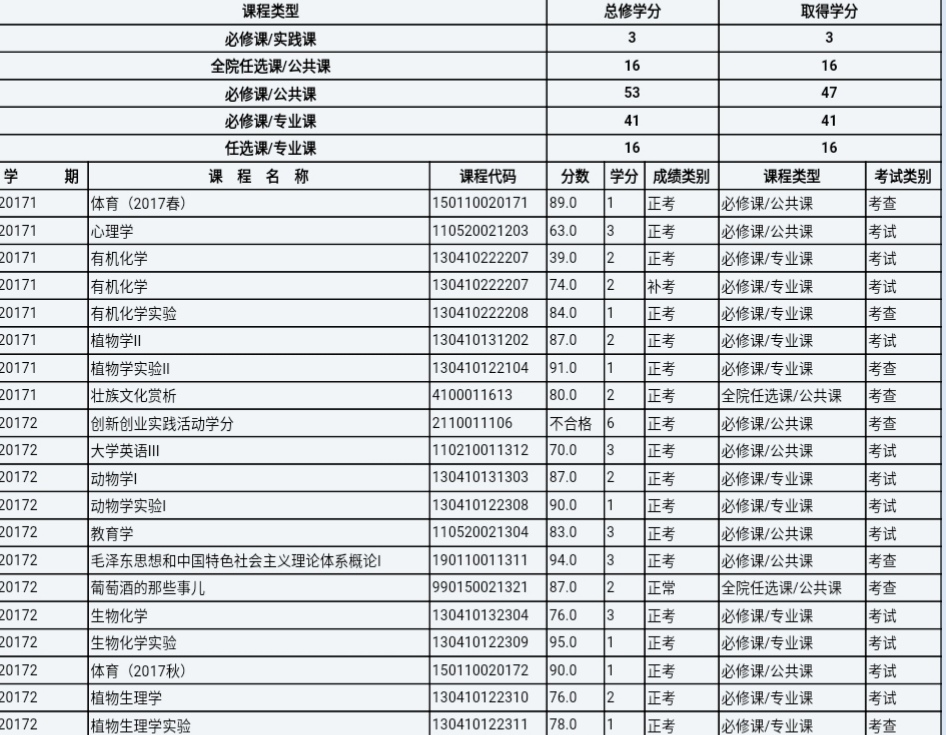 课程类型 总修学分 取得学分
必修课/实践课 3 3
全院任选课/公共课 16 16
必修课/公共课 53 47
必修课/专业课 41 41
任选课/专业课 16 16
学 期 课 程 名 称 课程代码 分数 学分 成绩类别 课程类型 考试类别
20171 体育（2017春） 150110020171 89.0 1 正考 必修课/公共课 考查
20171 心理学 110520021203 63.0 3 正考 必修课/公共课 考试
20171 有机化学 130410222207 39.0 2 正考 必修课/专业课 考试
20171 有机化学 130410222207 74.0 2 补考 必修课/专业课 考试
20171 有机化学实验 130410222208 84.0 1 正考 必修课/专业课 考查
20171 植物学II 130410131202 87.0 2 正考 必修课/专业课 考试
20171 植物学实验II 130410122104 91.0 1 正考 必修课/专业课 考查
20171 壮族文化赏析 4100011613 80.0 2 正考 全院任选课/公共课 考查
20172 创新创业实践活动学分 2110011106 不合格 6 正考 必修课/公共课 考查
20172 大学英语III 110210011312 70.0 3 正考 必修课/公共课 考试
20172 动物学I 130410131303 87.0 2 正考 必修课/专业课 考试
20172 动物学实验I 130410122308 90.0 1 正考 必修课/专业课 考试
20172 教育学 110520021304 83.0 3 正考 必修课/公共课 考试
20172 毛泽东思想和中国特色社会主义理论体系概论I 190110011311 94.0 3 正考 必修课/公共课 考查
20172 葡萄酒的那些事儿 990150021321 87.0 2 正常 全院任选课/公共课 考查
20172 生物化学 130410132304 76.0 3 正考 必修课/专业课 考试
20172 生物化学实验 130410122309 95.0 1 正考 必修课/专业课 考试
20172 体育（2017秋） 150110020172 90.0 1 正考 必修课/公共课 考试
20172 植物生理学 130410122310 76.0 2 正考 必修课/专业课 考试
20172 植物生理学实验 130410122311 78.0 1 正考 必修课/专业课 考查